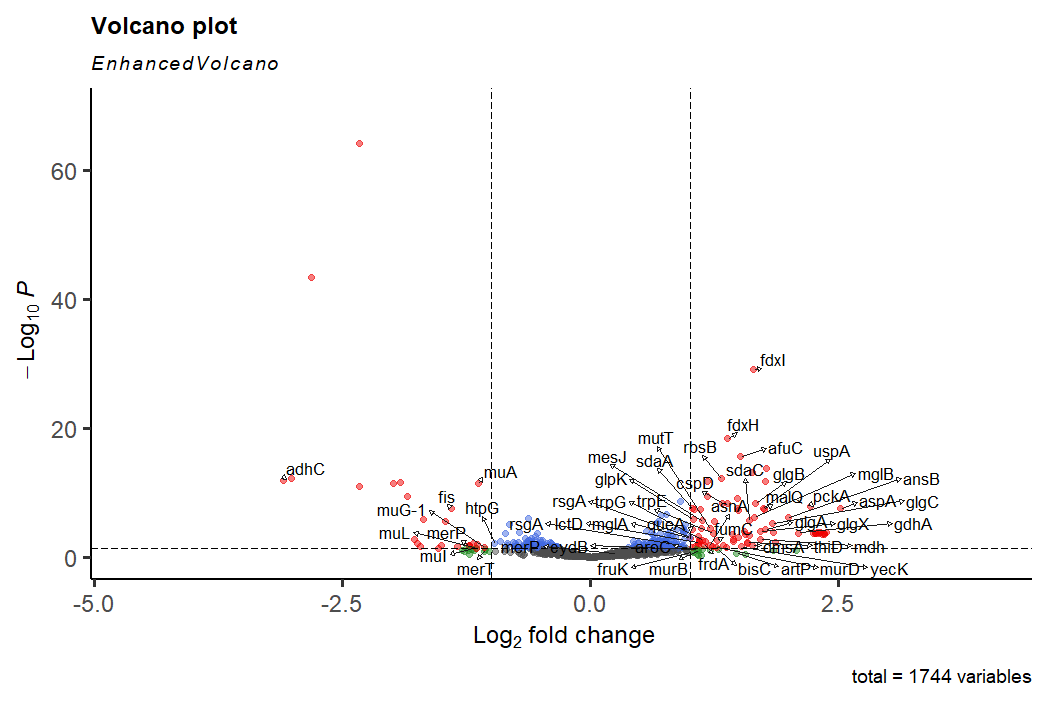 Volcano plot
EnhancedVolcano
60
40
20
0
− Log10 P
fdxI
fdxH
mutT
rbsB
afuC
uspA
mesJ
sdaA
sdaC
adhC
muA
glpK
cspD
glgB
mglB
ansB
fis
htpG
rsgA
trpG
trpE
asnA
malQ
pckA
aspA
glgC
muG-1
rsgA
lctD
mglA
queA
fumC
glgA
glgX
gdhA
muL
merR
merP
cydB
aroC
dmsA
thiD
mdh
muI
merT
fruK
murB
frdA
bisC
artP
murD
yecK
-5.0 -2.5 0.0 2.5
Log2 fold change
total = 1744 variables